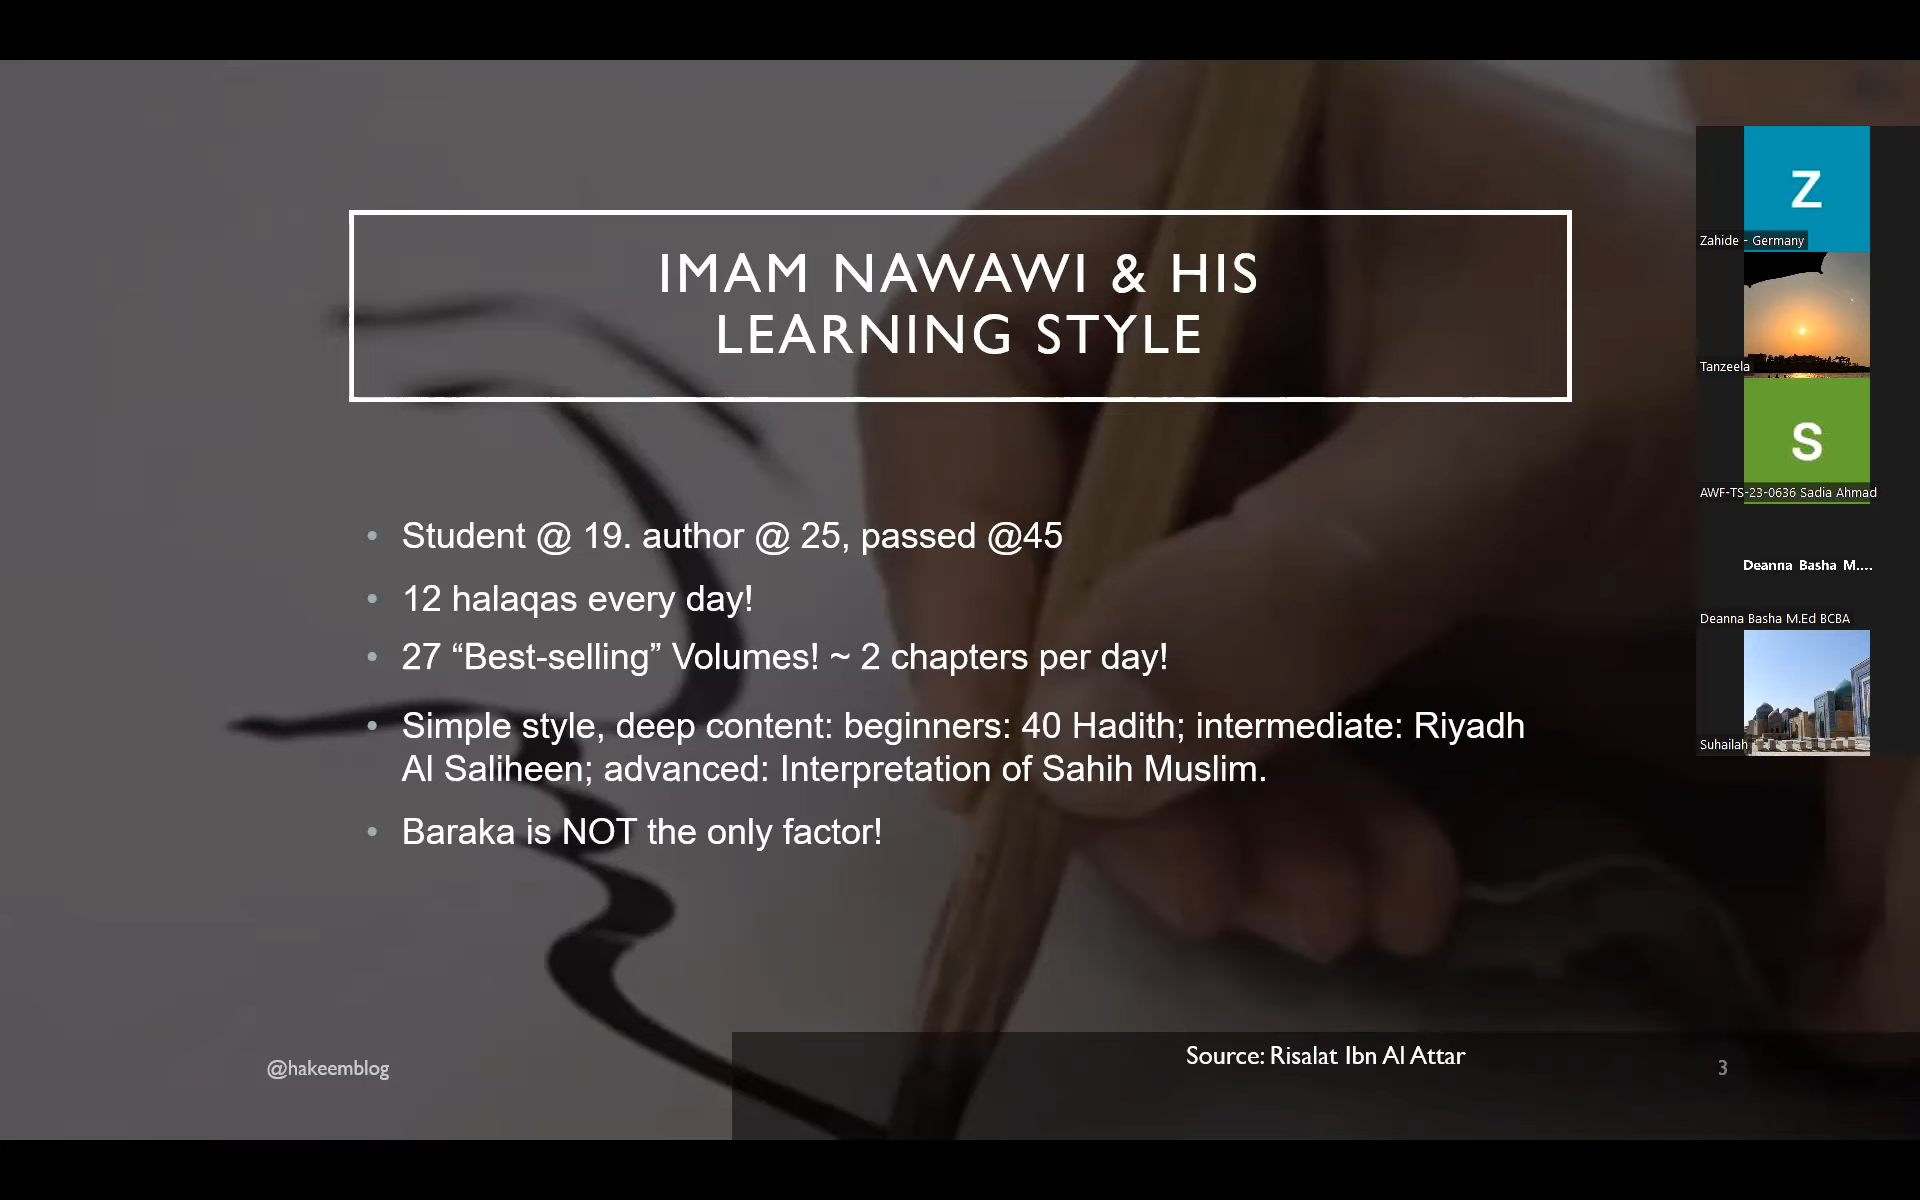 IMAM NAWAWI & HIS
LEARNING STYLE
• Student @ 19. author @ 25, passed @45
• 12 halaqas every day!
• 27 “Best-selling” Volumes! ~ 2 chapters per day!
• Simple style, deep content: beginners: 40 Hadith; intermediate: Riyadh
Al Saliheen; advanced: Interpretation of Sahih Muslim.
• Baraka is NOT the only factor!
@hakeemblog
Source: Risalat Ibn Al Attar
3
Z
Zahide - Germany
Tanzeela
S
AWF-TS-23-0636 Sadia Ahmad
Deanna Basha M....
Deanna Basha M.Ed BCBA
Suhailah